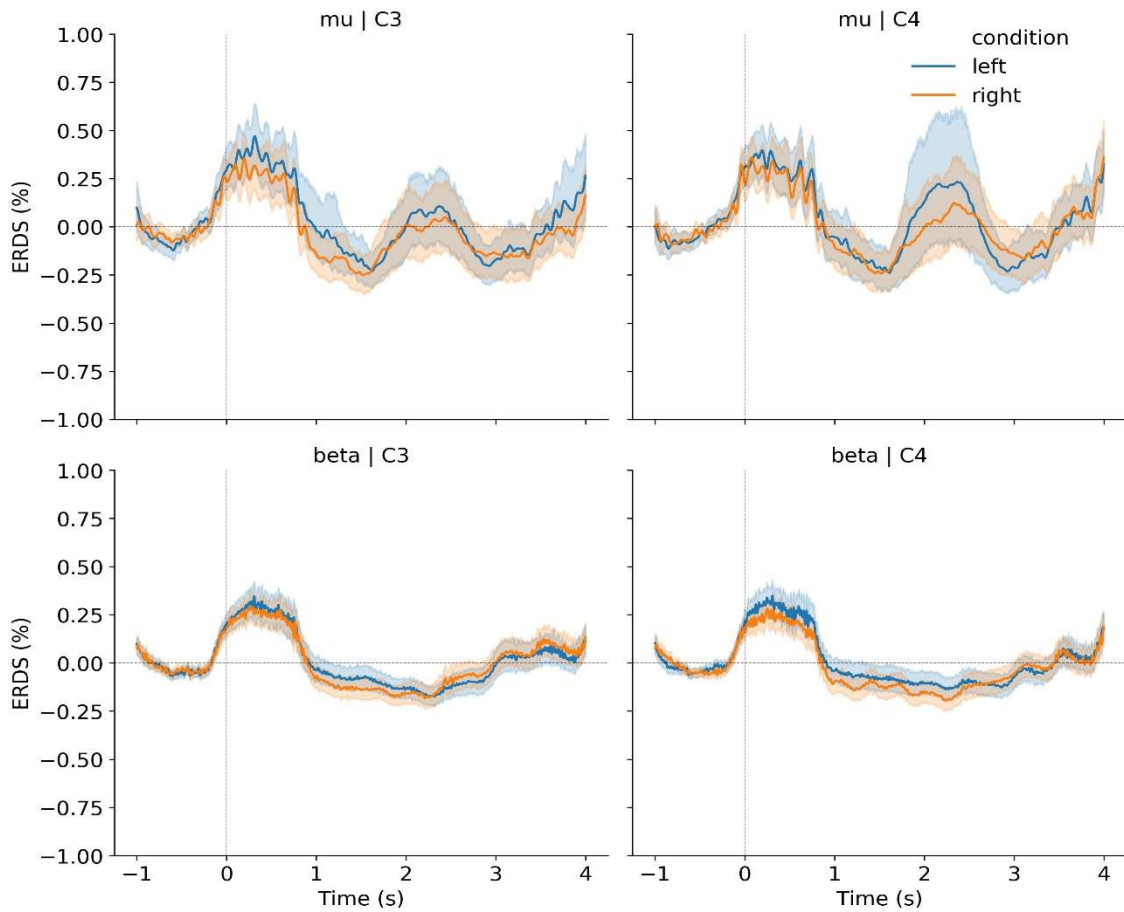 mu | C3
mu | C4
condition
left
right
ERDS (%)
1.00
0.75
0.50
0.25
0.00
−0.25
−0.50
−0.75
−1.00
beta | C3
beta | C4
ERDS (%)
1.00
0.75
0.50
0.25
0.00
−0.25
−0.50
−0.75
−1.00
−1 0 1 2 3 4
−1 0 1 2 3 4
Time (s)
Time (s)